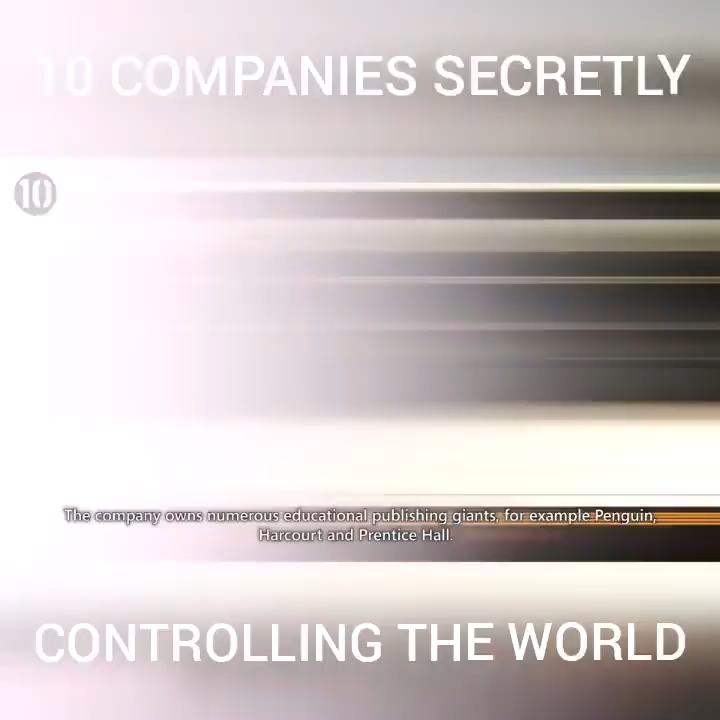 10 COMPANIES SECRETLY
10
The company owns numerous educational publishing giants, for example Penguin,
Harcourt and Prentice Hall.
CONTROLLING THE WORLD